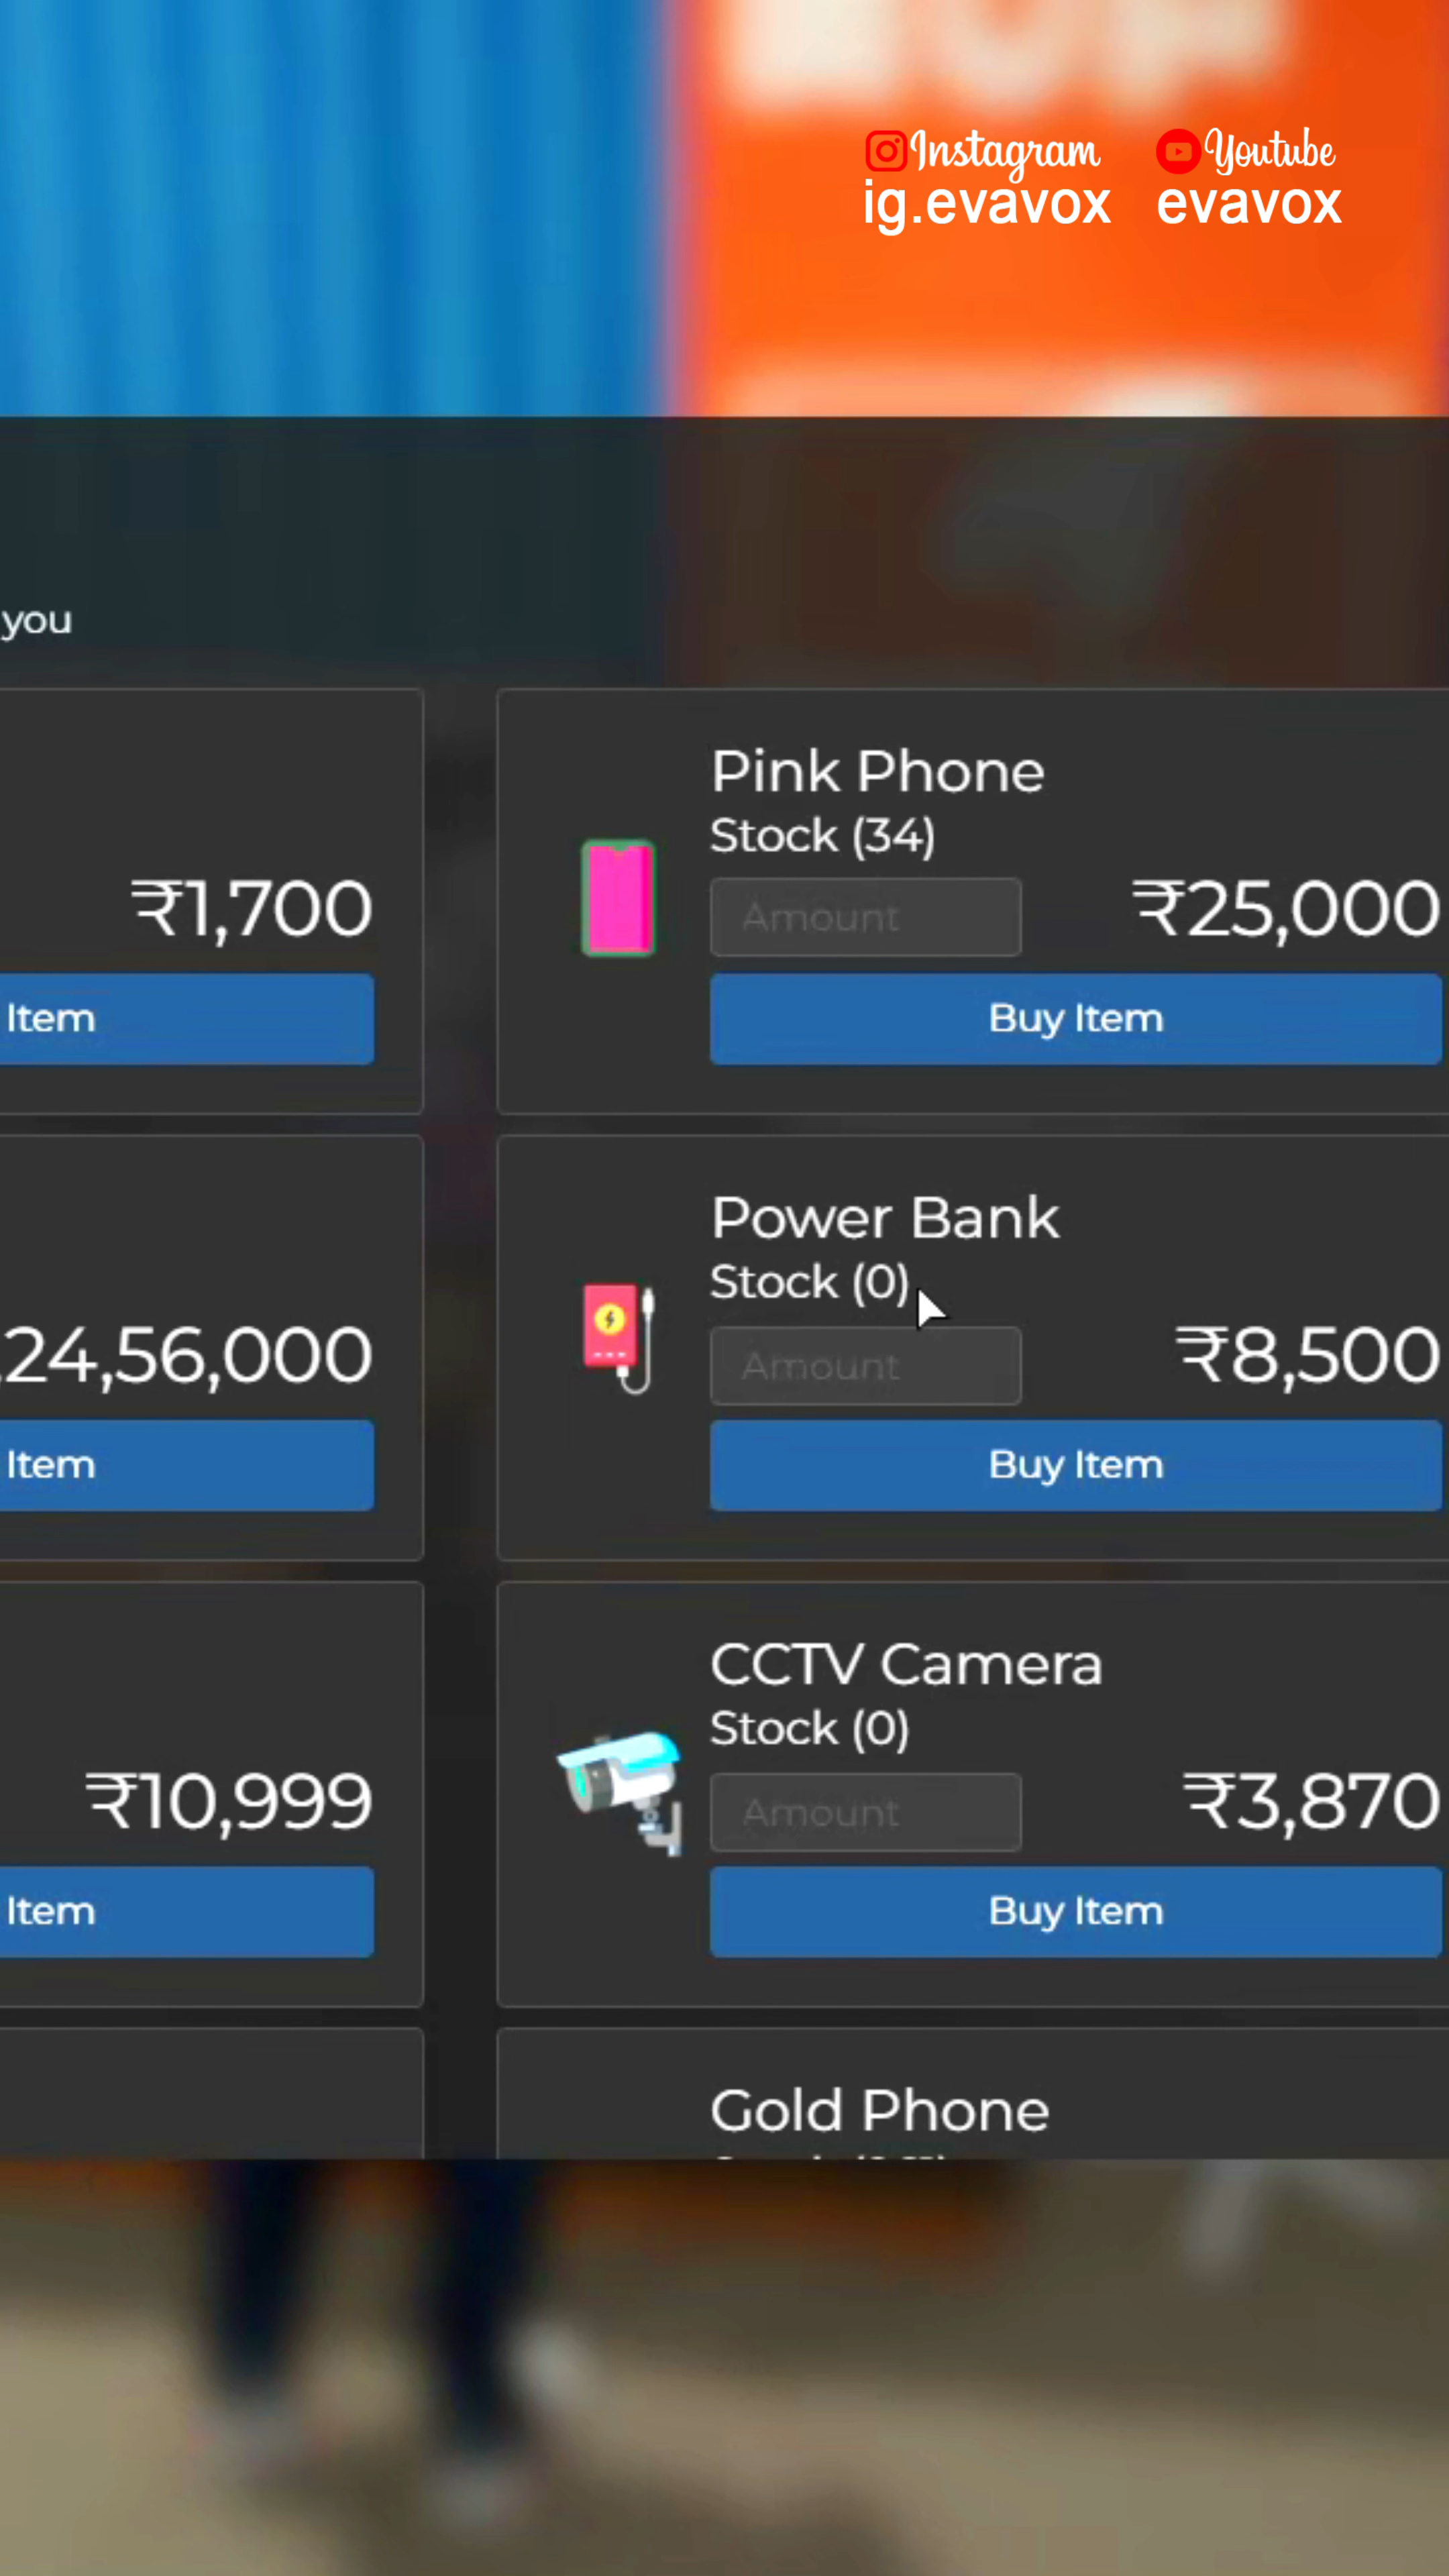 Instagram Youtube
ig.evavox evavox
you
₹1,700
Item
Pink Phone
Stock (34)
Amount
₹25,000
Buy Item
,24,56,000
Item
Power Bank
Stock (0)
Amount
₹8,500
Buy Item
₹10,999
Item
CCTV Camera
Stock (0)
Amount
₹3,870
Buy Item
Gold Phone